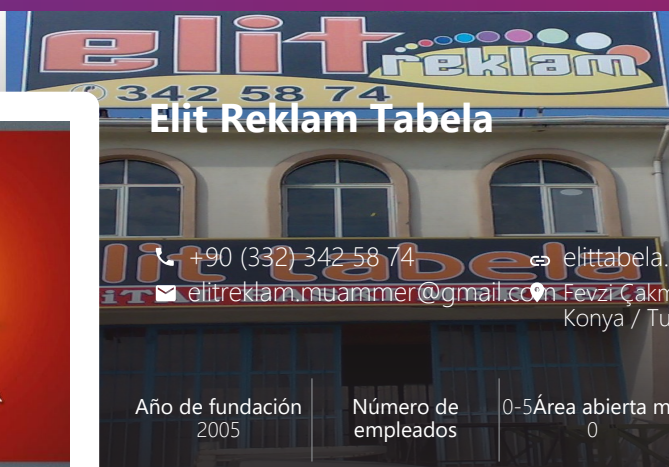 elit reklam
342 58 74
Elit Reklam Tabela
elit tabela
+90 (332) 342 58 74
elittabela.
elitreklam.muammer@gmail.com
Fevzi Çakm
Konya / Tu
Año de fundación
2005
Número de
empleados
0-5
Área abierta m
0